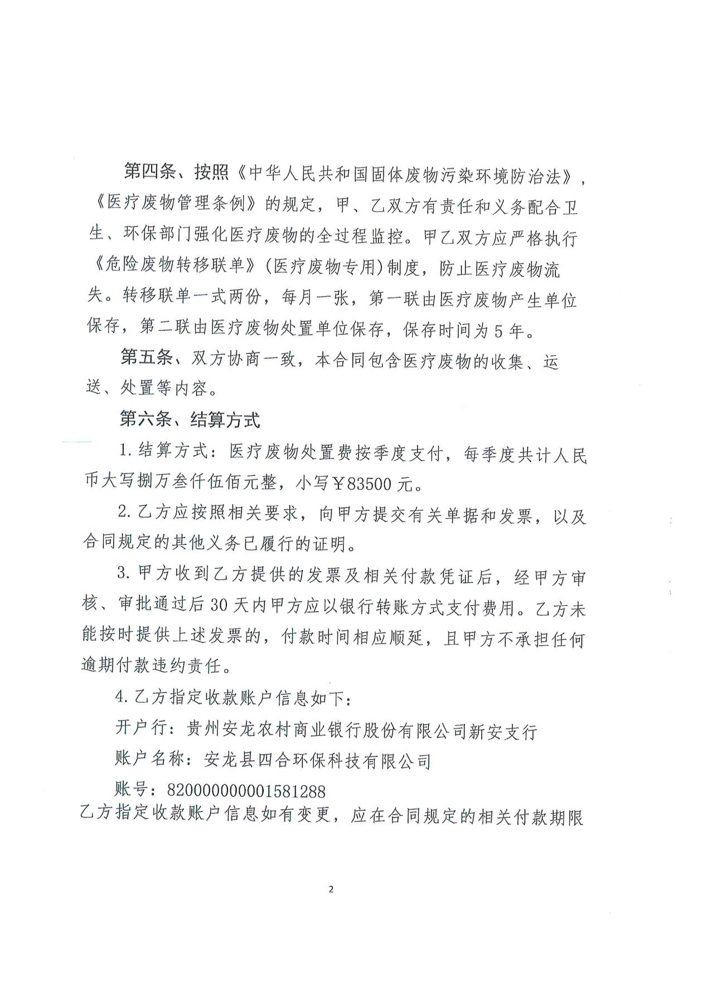 第四条、按照《中华人民共和国固体废物污染环境防治法》,
《医疗废物管理条例》的规定，甲、乙双方有责任和义务配合卫
生、环保部门强化医疗废物的全过程监控。甲乙双方应严格执行
《危险废物转移联单》(医疗废物专用)制度，防止医疗废物流
失。转移联单一式两份，每月一张，第一联由医疗废物产生单位
保存，第二联由医疗废物处置单位保存，保存时间为5年。
第五条、双方协商一致，本合同包含医疗废物的收集、运
送、处置等内容。
第六条、结算方式
1.结算方式：医疗废物处置费按季度支付，每季度共计人民
币大写捌万叁仟伍佰元整，小写￥83500元。
2.乙方应按照相关要求，向甲方提交有关单据和发票，以及
合同规定的其他义务已履行的证明。
3.甲方收到乙方提供的发票及相关付款凭证后，经甲方审
核、审批通过后30天内甲方应以银行转账方式支付费用。乙方未
能按时提供上述发票的，付款时间相应顺延，且甲方不承担任何
逾期付款违约责任。
4.乙方指定收款账户信息如下：
开户行：贵州安龙农村商业银行股份有限公司新安支行
账户名称：安龙县四合环保科技有限公司
账号：820000000001581288
乙方指定收款账户信息如有变更，应在合同规定的相关付款期限
2